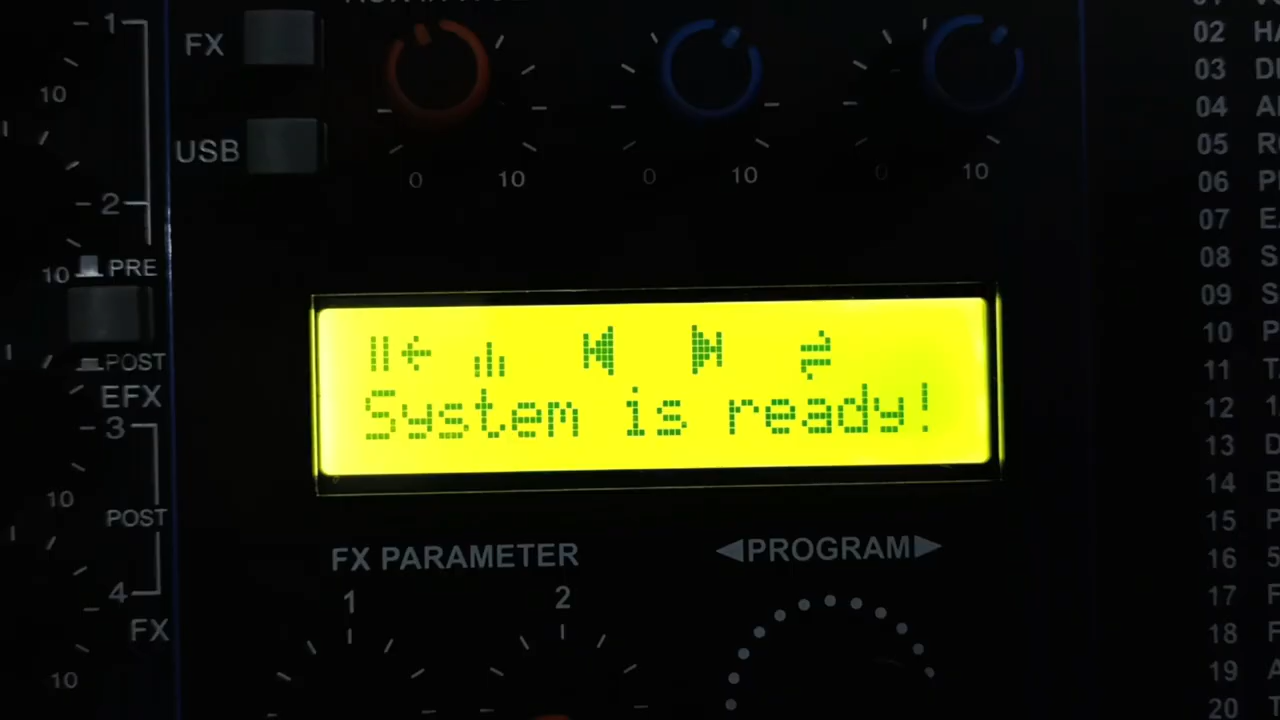 1
FX
10
USB
0 10 0 10 0 10
2
10 PRE
POST
EFX
3
10
POST
4
FX
10
System is ready!
FX PARAMETER
1 2
PROGRAM
02
03
04
05
06
07
08
09
10
11
12
13
14
15
16
17
18
19
20